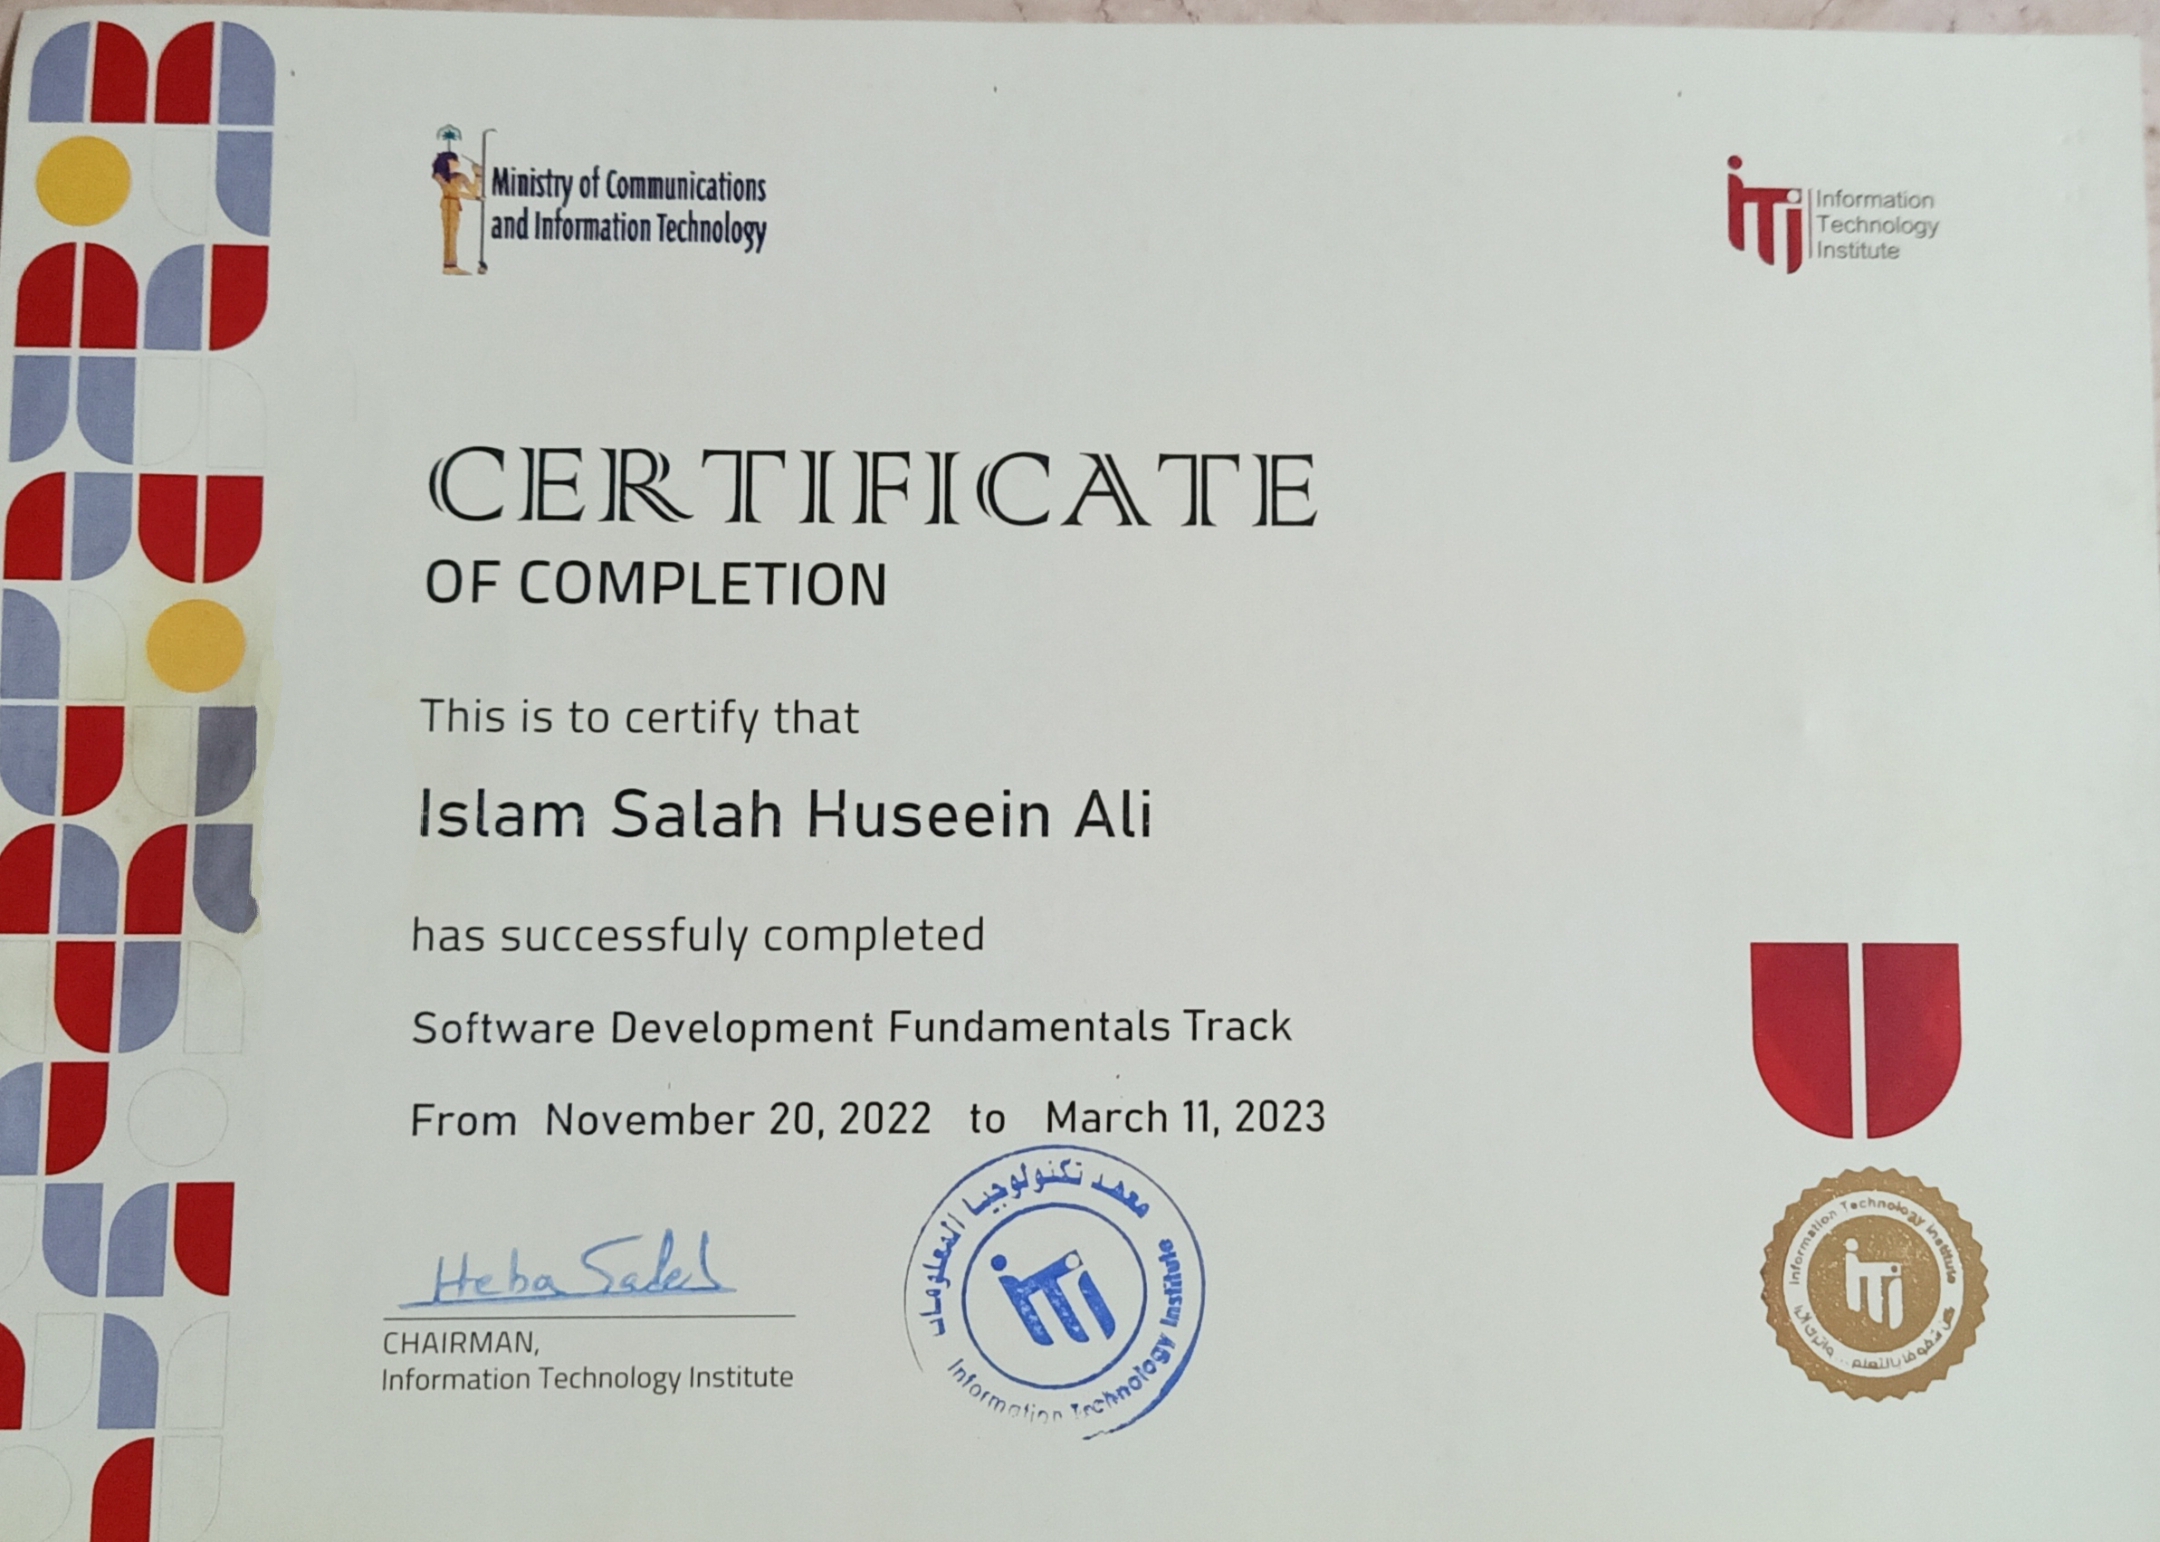 Ministry of Communications
and Information Technology
iTi
Information
Technology
Institute
CERTIFICATE
OF COMPLETION
This is to certify that
Islam Salah Huseein Ali
has successfuly completed
Software Development Fundamentals Track
From November 20, 2022 to March 11, 2023
Heba Saleh
CHAIRMAN,
Information Technology Institute
معهد تكنولوجيا المعلومات
iTi
Information Technology Institute
Information Technology Institute
iTi